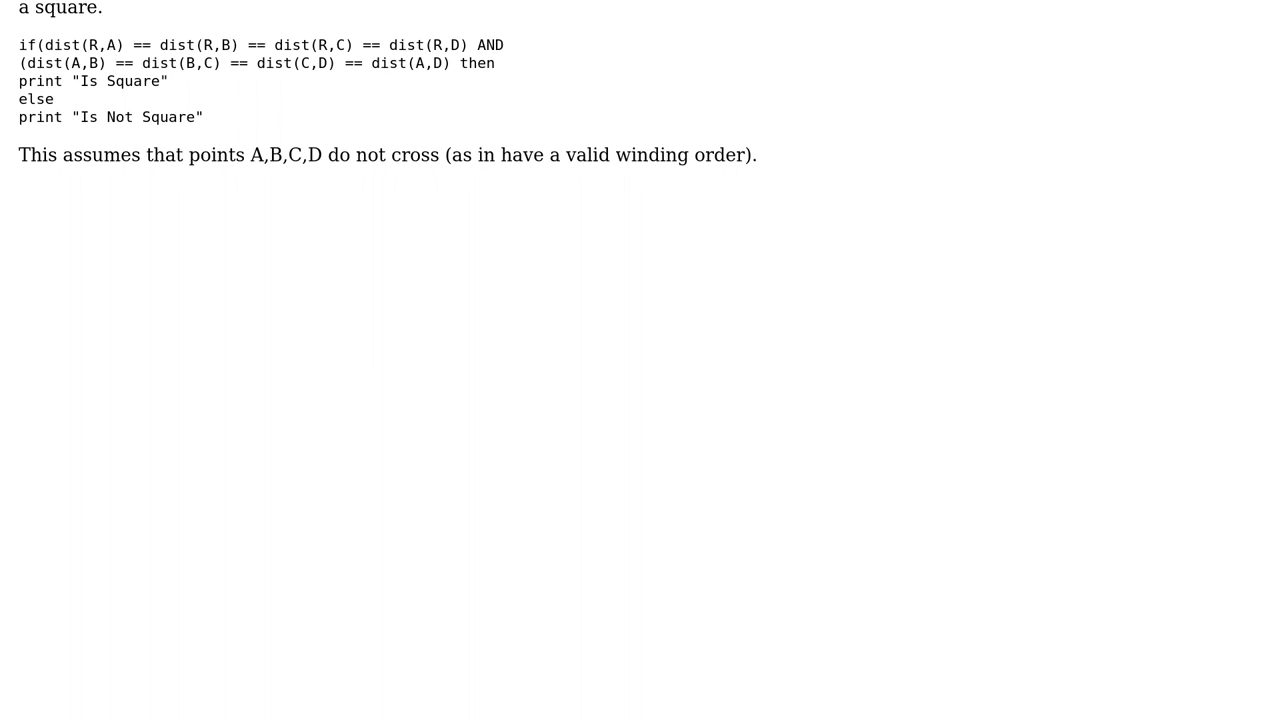 a square.
if(dist(R,A) == dist(R,B) == dist(R,C) == dist(R,D) AND
(dist(A,B) == dist(B,C) == dist(C,D) == dist(A,D) then
print "Is Square"
else
print "Is Not Square"
This assumes that points A,B,C,D do not cross (as in have a valid winding order).